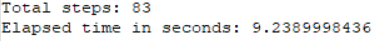 Total steps: 83
Elapsed time in seconds: 9.2389998436